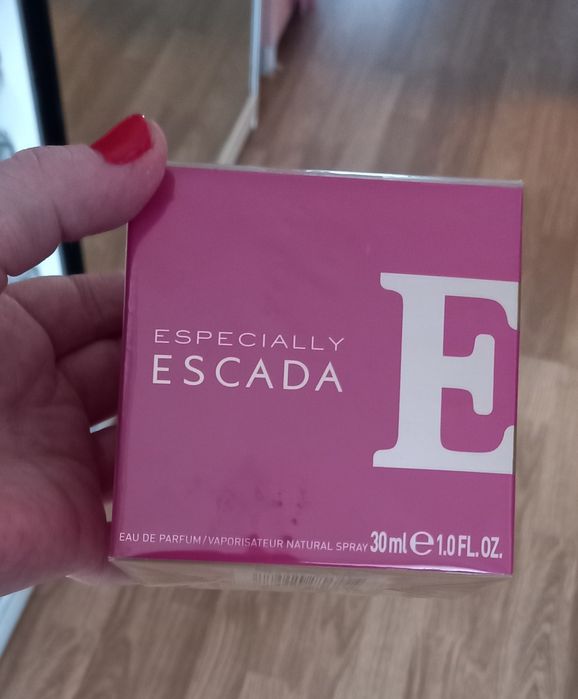 ESPECIALLY
ESCADA
E
EAU DE PARFUM/VAPORISATEUR NATURAL SPRAY 30ml℮1.0 FL.OZ.